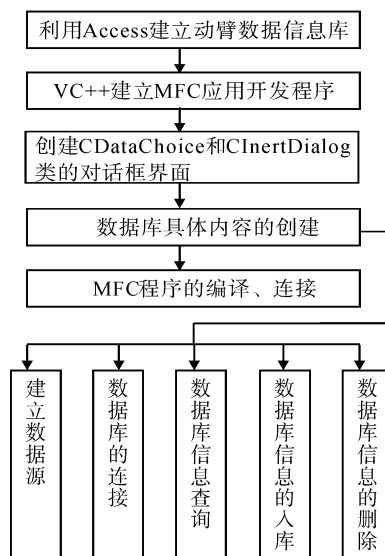 利用Access建立动臂数据信息库
VC++建立MFC应用开发程序
创建CDataChoice和CInertDialog
类的对话框界面
数据库具体内容的创建
MFC程序的编译、连接
建立数据源
数据库的连接
数据库信息查询
数据库信息的入库
数据库信息的删除